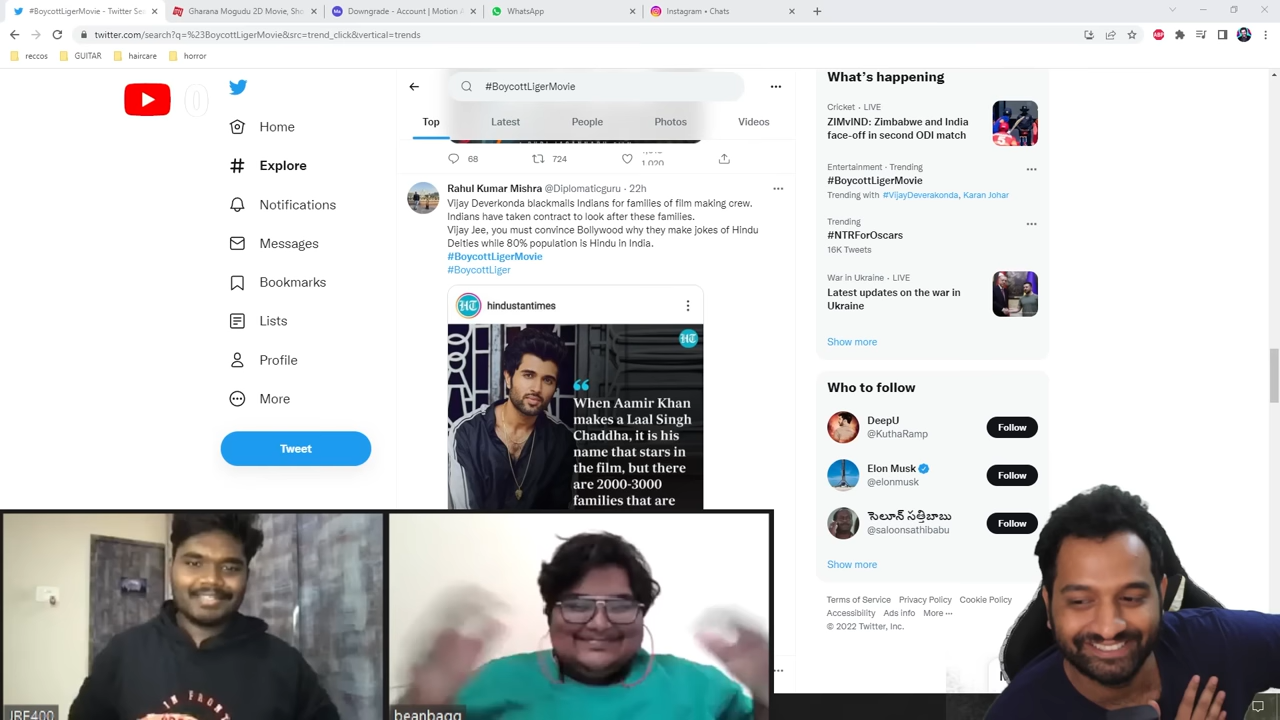 #BoycottLigerMovie - Twitter Sea
Gharana Mogudu 2D Movie, Sho
Downgrade - Account | Motion A
WhatsApp
Instagram • Chats
twitter.com/search?q=%23BoycottLigerMovie&src=trend_click&vertical=trends
ABP
reccos
GUITAR
haircare
horror
Home
Explore
Notifications
Messages
Bookmarks
Lists
Profile
More
Tweet
#BoycottLigerMovie
Top
Latest
People
Photos
Videos
68
724
1,020
Rahul Kumar Mishra @Diplomaticguru · 22h
Vijay Deverkonda blackmails Indians for families of film making crew.
Indians have taken contract to look after these families.
Vijay Jee, you must convince Bollywood why they make jokes of Hindu
Deities while 80% population is Hindu in India.
#BoycottLigerMovie
#BoycottLiger
HT
hindustantimes
HT
“
When Aamir Khan
makes a Laal Singh
Chaddha, it is his
name that stars in
the film, but there
are 2000-3000
families that are
What's happening
Cricket · LIVE
ZIMvIND: Zimbabwe and India
face-off in second ODI match
Entertainment · Trending
#BoycottLigerMovie
Trending with #VijayDeverakonda, Karan Johar
Trending
#NTRForOscars
16K Tweets
War in Ukraine · LIVE
Latest updates on the war in
Ukraine
Show more
Who to follow
DeepU
@KuthaRamp
Follow
Elon Musk
@elonmusk
Follow
సెలూన్ సత్తిబాబు
@saloonsathibabu
Follow
Show more
Terms of Service Privacy Policy Cookie Policy
Accessibility Ads info More ···
© 2022 Twitter, Inc.
IN FRONT
JRE400
beanbagg